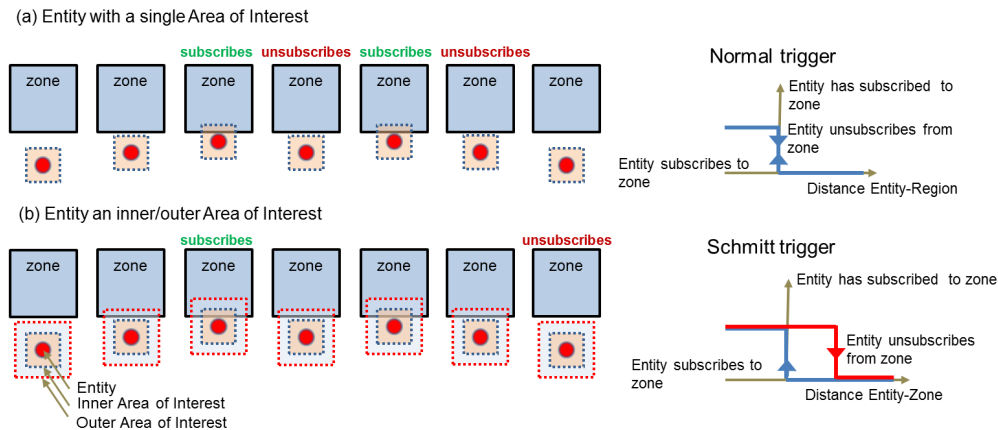 (a) Entity with a single Area of Interest
subscribes unsubscribes subscribes unsubscribes
zone zone zone zone zone zone zone
Normal trigger
Entity has subscribed to
zone
Entity unsubscribes from
zone
Entity subscribes to
zone
Distance Entity-Region
(b) Entity an inner/outer Area of Interest
subscribes unsubscribes
zone zone zone zone zone zone zone
Entity
Inner Area of Interest
Outer Area of Interest
Schmitt trigger
Entity has subscribed to zone
Entity unsubscribes
from zone
Entity subscribes to
zone
Distance Entity-Zone